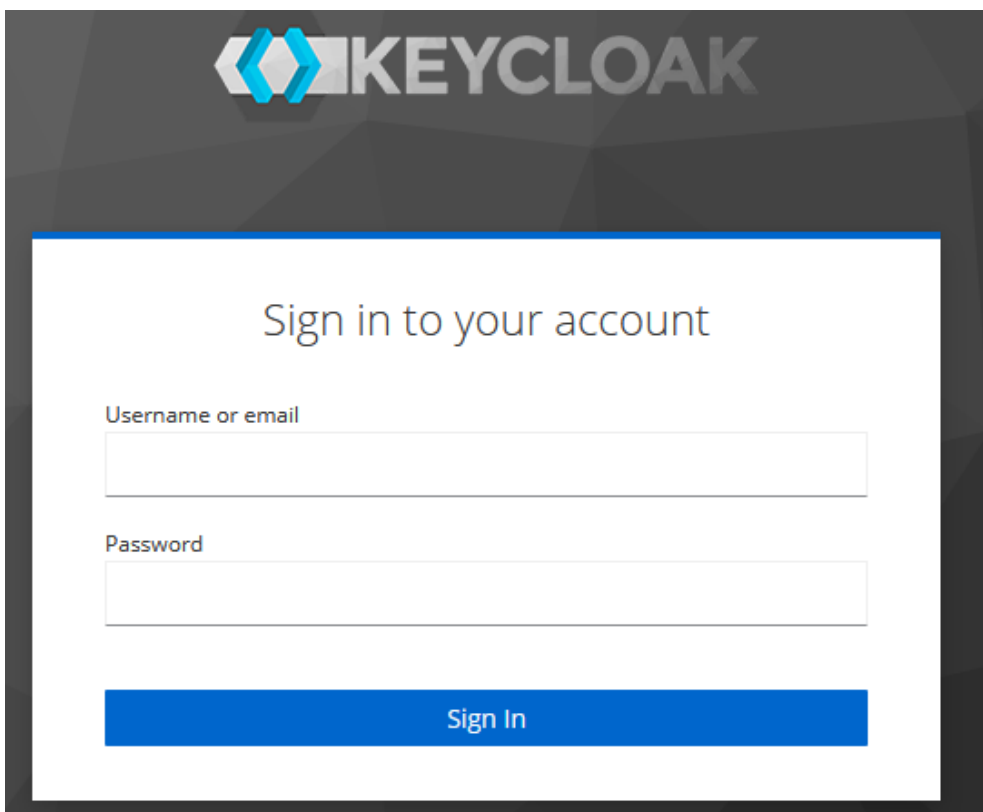 KEYCLOAK
Sign in to your account
Username or email
Password
Sign In